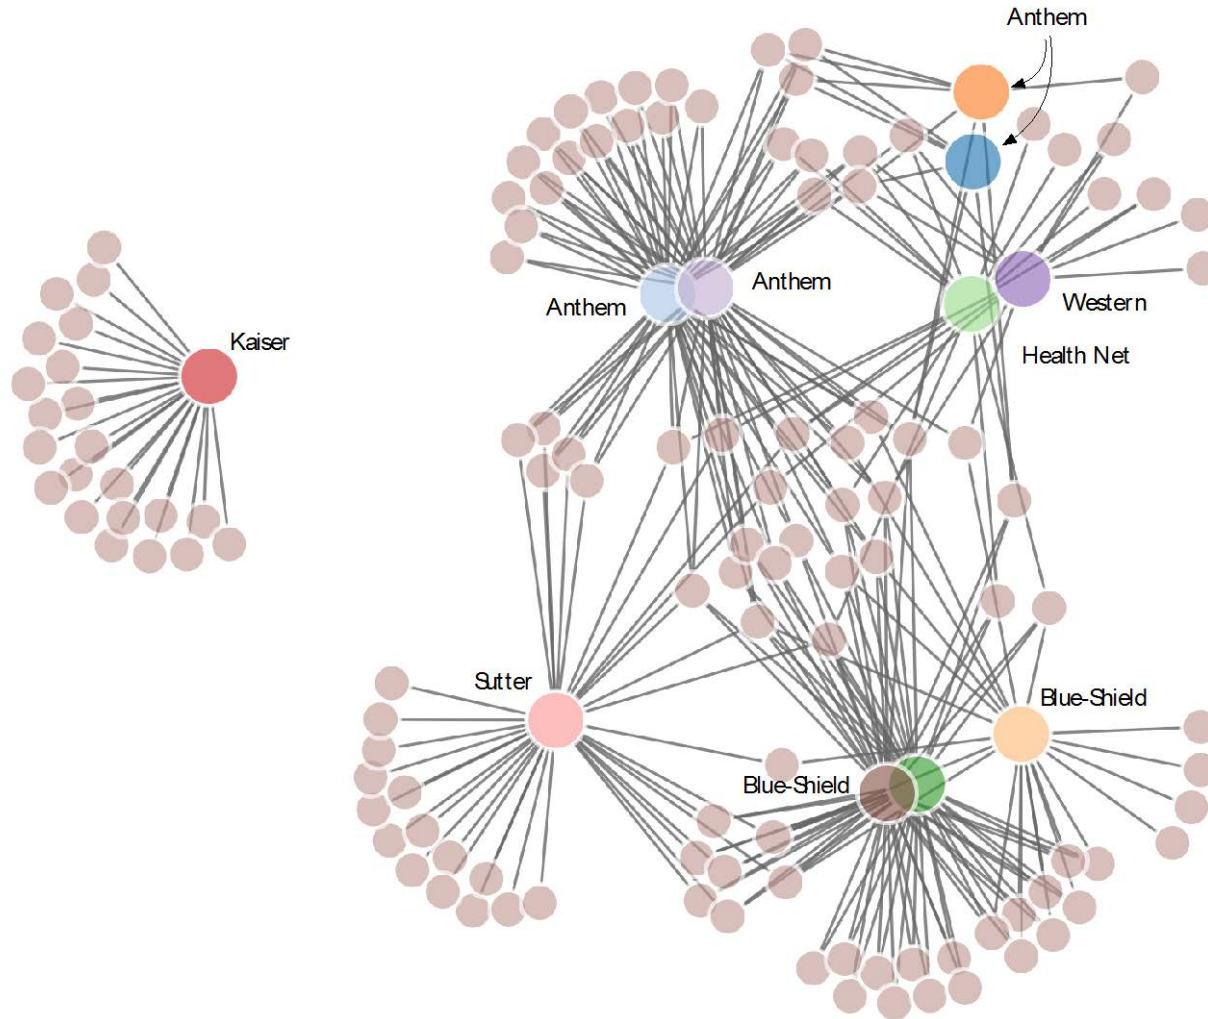 Anthem
Anthem
Anthem
Western
Kaiser
Health Net
Sutter
Blue-Shield
Blue-Shield